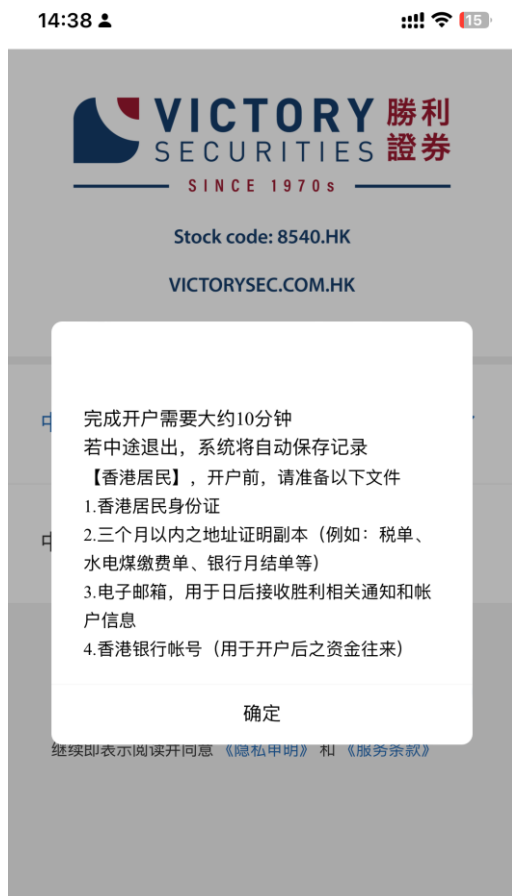 14:38
15
VICTORY 勝利
SECURITIES 證券
SINCE 1970s
Stock code: 8540.HK
VICTORYSEC.COM.HK
完成开户需要大约10分钟
若中途退出，系统将自动保存记录
【香港居民】，开户前，请准备以下文件
1.香港居民身份证
2.三个月以内之地址证明副本（例如：税单、
水电煤缴费单、银行月结单等）
3.电子邮箱，用于日后接收胜利相关通知和帐
户信息
4.香港银行帐号（用于开户后之资金往来）
确定
继续即表示阅读并同意 《隐私申明》 和 《服务条款》